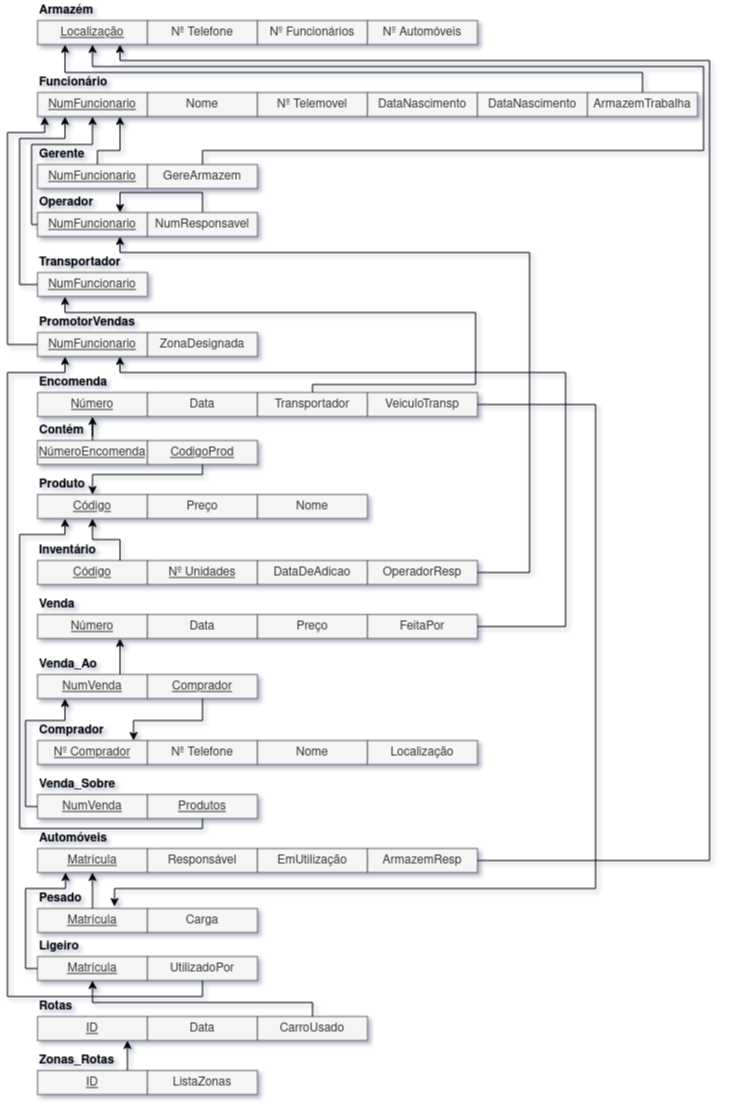 Armazém
Localização Nº Telefone Nº Funcionários Nº Automóveis
Funcionário
NumFuncionario Nome Nº Telemovel DataNascimento DataNascimento ArmazemTrabalha
Gerente
NumFuncionario GereArmazem
Operador
NumFuncionario NumResponsavel
Transportador
NumFuncionario
PromotorVendas
NumFuncionario ZonaDesignada
Encomenda
Número Data Transportador VeiculoTransp
Contém
NúmeroEncomenda CodigoProd
Produto
Código Preço Nome
Inventário
Código Nº Unidades DataDeAdicao OperadorResp
Venda
Número Data Preço FeitaPor
Venda_Ao
NumVenda Comprador
Comprador
Nº Comprador Nº Telefone Nome Localização
Venda_Sobre
NumVenda Produtos
Automóveis
Matrícula Responsável EmUtilização ArmazemResp
Pesado
Matrícula Carga
Ligeiro
Matrícula UtilizadoPor
Rotas
ID Data CarroUsado
Zonas_Rotas
ID ListaZonas